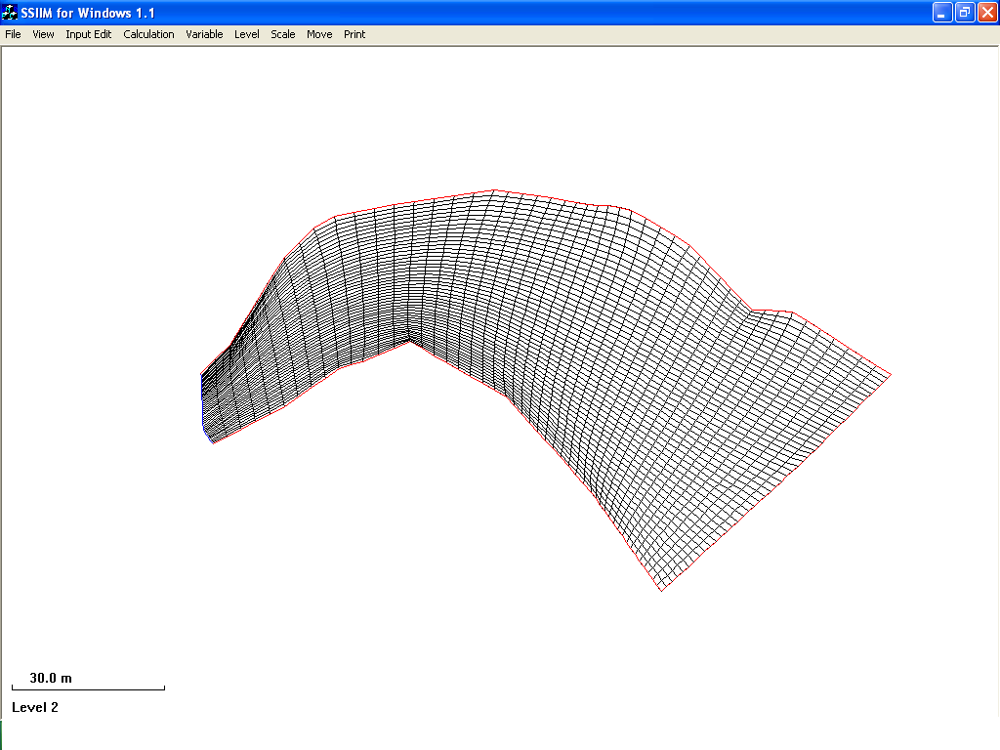 SSIIM for Windows 1.1
File View Input Edit Calculation Variable Level Scale Move Print
30.0 m
Level 2